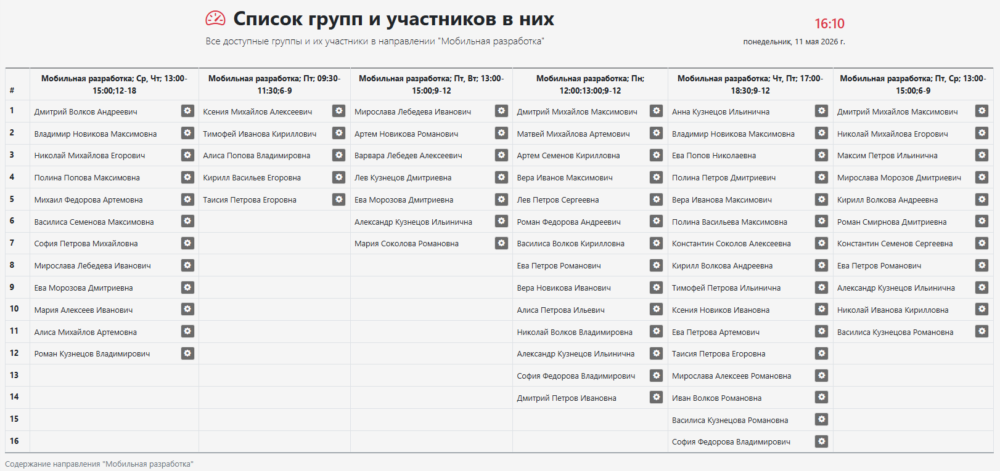 Список групп и участников в них
Все доступные группы и их участники в направлении "Мобильная разработка"
16:10
понедельник, 11 мая 2026 г.
# Мобильная разработка; Ср, Чт; 13:00-15:00;12-18 Мобильная разработка; Пт; 09:30-11:30;6-9 Мобильная разработка; Пт, Вт; 13:00-15:00;9-12 Мобильная разработка; Пн; 12:00:13:00;9-12 Мобильная разработка; Чт, Пт; 17:00-18:30;9-12 Мобильная разработка; Пт, Ср; 13:00-15:00;6-9
1 Дмитрий Волков Андреевич Ксения Михайлов Алексеевич Мирослава Лебедева Иванович Дмитрий Михайлов Максимович Анна Кузнецов Ильинична Дмитрий Михайлов Максимович
2 Владимир Новикова Максимовна Тимофей Иванова Кириллович Артем Новикова Романович Матвей Михайлова Артемович Владимир Новикова Максимовна Николай Михайлова Егорович
3 Николай Михайлова Егорович Алиса Попова Владимировна Варвара Лебедев Алексеевич Артем Семенов Кирилловна Ева Попов Николаевна Максим Петров Ильинична
4 Полина Попова Максимовна Кирилл Васильев Егоровна Лев Кузнецов Дмитриевна Вера Иванов Максимович Полина Петров Дмитриевич Мирослава Морозов Дмитриевич
5 Михаил Федорова Артемовна Таисия Петрова Егоровна Ева Морозова Дмитриевна Лев Петров Сергеевна Вера Иванова Максимович Кирилл Волкова Андреевна
6 Василиса Семенова Максимовна Александр Кузнецов Ильинична Роман Федорова Андреевич Полина Васильева Максимовна Роман Смирнова Дмитриевна
7 София Петрова Михайловна Мария Соколова Романовна Василиса Волков Кирилловна Константин Соколов Алексеевна Константин Семенов Сергеевна
8 Мирослава Лебедева Иванович Ева Петров Романович Кирилл Волкова Андреевна Ева Петров Романович
9 Ева Морозова Дмитриевна Вера Новикова Иванович Тимофей Петрова Ильинична Александр Кузнецов Ильинична
10 Мария Алексеев Иванович Алиса Петрова Ильевич Ксения Новиков Ивановна Николай Иванова Кирилловна
11 Алиса Михайлов Артемовна Николай Волков Владимировна Ева Петрова Артемович Василиса Кузнецова Романовна
12 Роман Кузнецов Владимирович Александр Кузнецов Ильинична Таисия Петрова Егоровна
13 София Федорова Владимирович Мирослава Алексеев Романовна
14 Дмитрий Петров Ивановна Иван Волков Романовна
15 Василиса Кузнецова Романовна
16 София Федорова Владимирович
Содержание направления "Мобильная разработка"